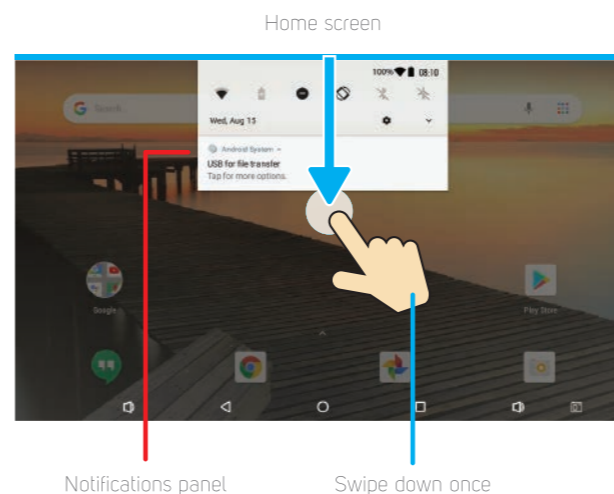 Home screen
100% 08:10
Search...
Wed, Aug 15
Android System
USB for file transfer
Tap for more options.
Google
Play Store
Notifications panel
Swipe down once